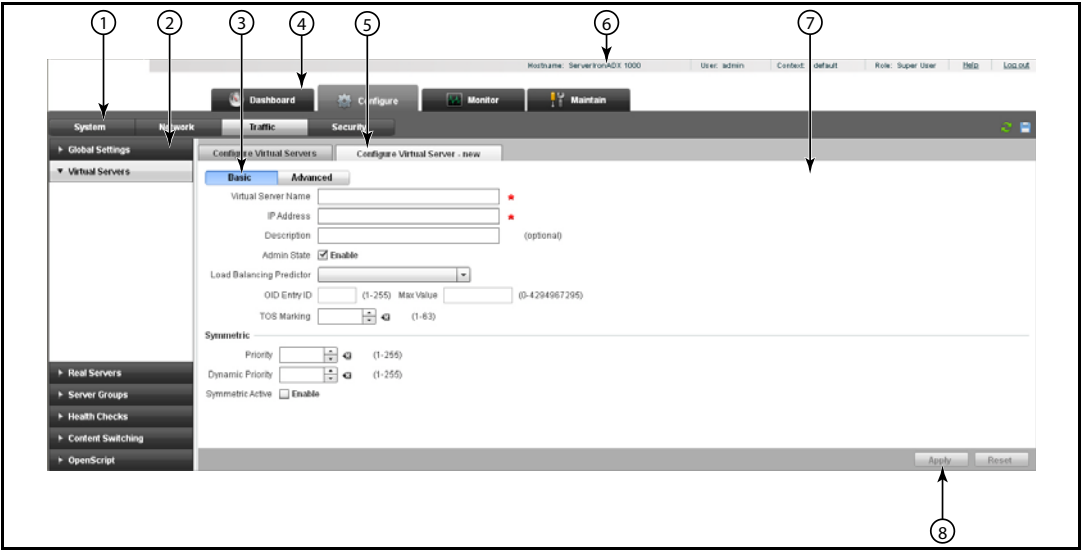 1 2 3 4 5 6 7
Hostname: ServerIronADX 1000 User: admin Context: default Role: Super User Help Log out
Dashboard Configure Monitor Maintain
System Network Traffic Security
Global Settings
Virtual Servers
Real Servers
Server Groups
Health Checks
Content Switching
OpenScript
Configure Virtual Servers Configure Virtual Server - new
Basic Advanced
Virtual Server Name *
IP Address *
Description (optional)
Admin State Enable
Load Balancing Predictor
OID Entry ID (1-255) Max Value (0-4294967295)
TOS Marking (1-63)
Symmetric
Priority (1-255)
Dynamic Priority (1-255)
Symmetric Active Enable
Apply Reset
8